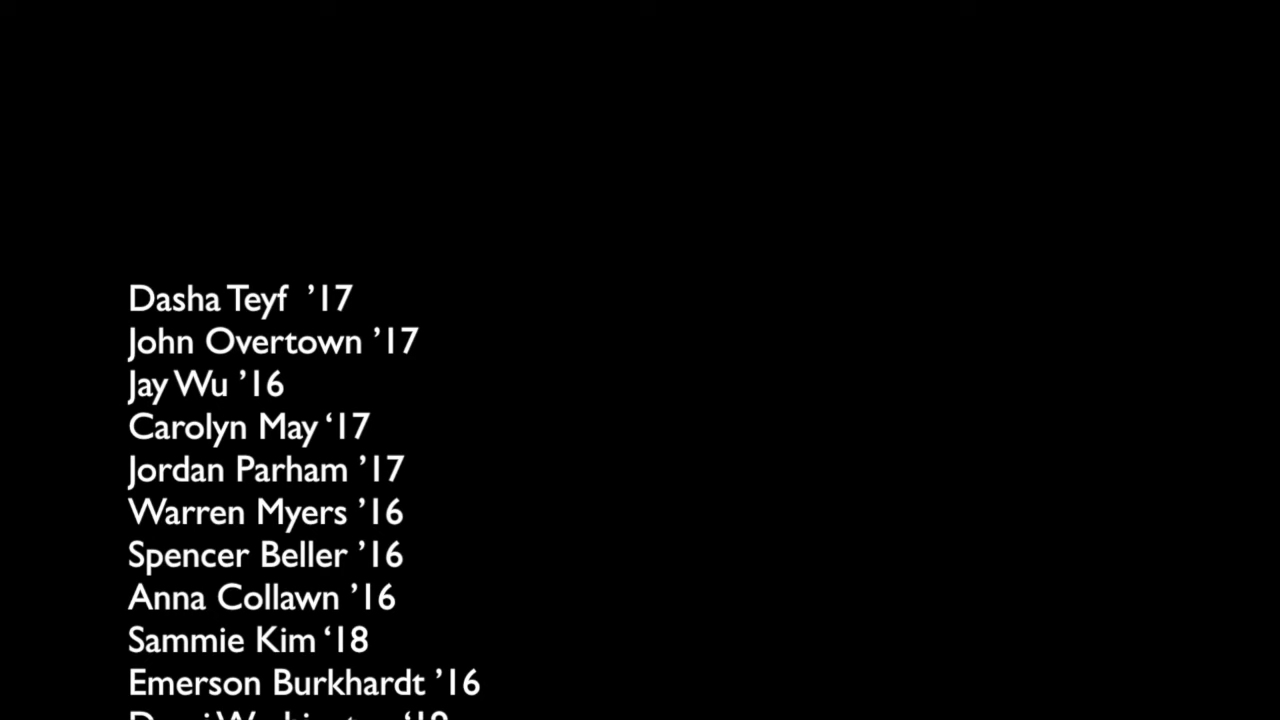 Dasha Teyf  ’17
John Overtown ’17
Jay Wu ’16
Carolyn May ‘17
Jordan Parham ’17
Warren Myers ’16
Spencer Beller ’16
Anna Collawn ’16
Sammie Kim ‘18
Emerson Burkhardt ’16